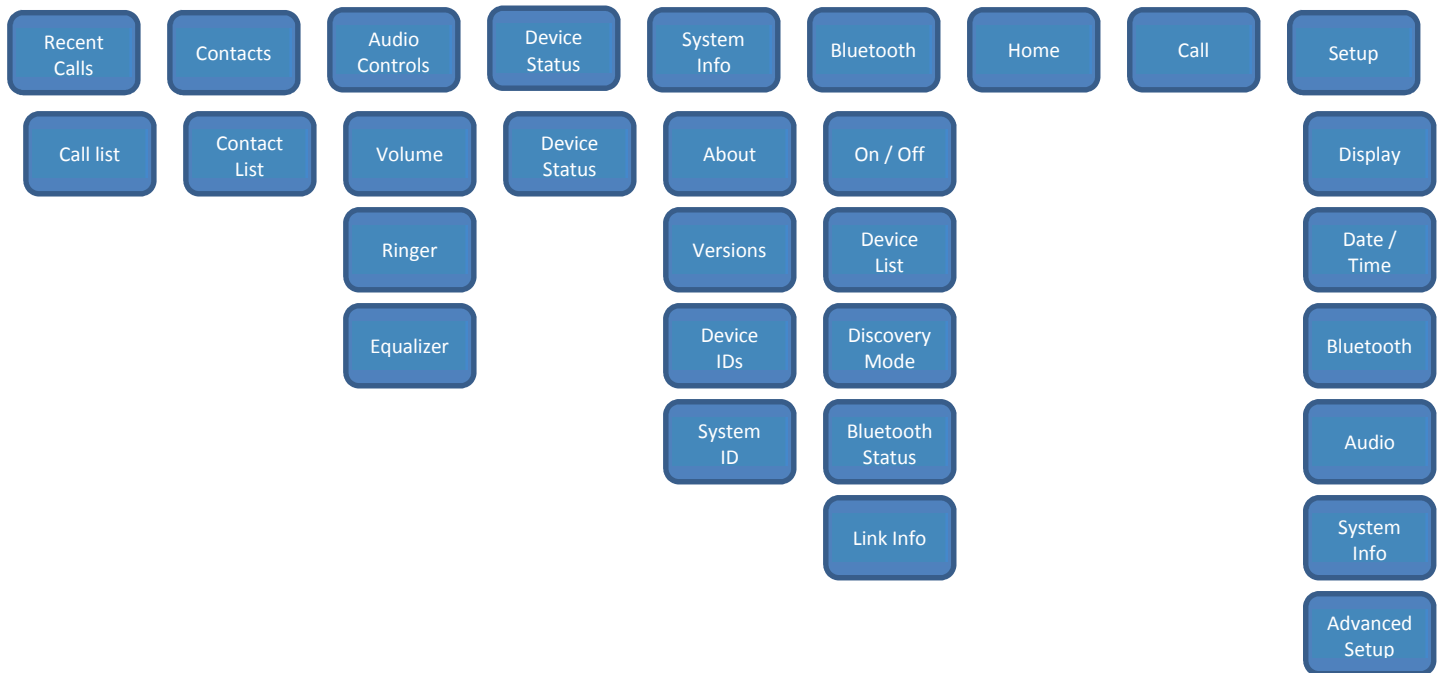 Recent
Calls
Contacts
Audio
Controls
Device
Status
System
Info
Bluetooth
Home
Call
Setup
Call list
Contact
List
Volume
Device
Status
About
On / Off
Display
Ringer
Versions
Device
List
Date /
Time
Equalizer
Device
IDs
Discovery
Mode
Bluetooth
System
ID
Bluetooth
Status
Audio
Link Info
System
Info
Advanced
Setup